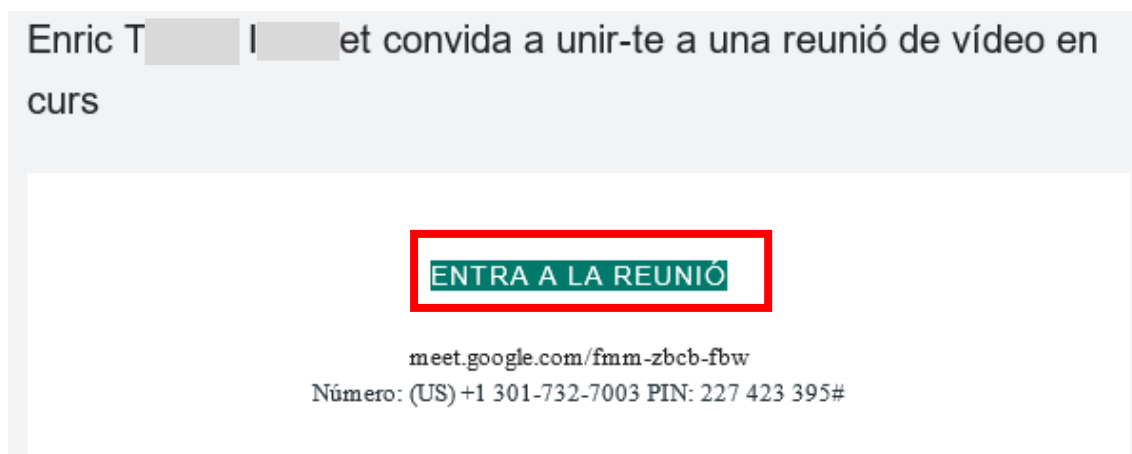 Enric T I et convida a unir-te a una reunió de vídeo en
curs
ENTRA A LA REUNIÓ
meet.google.com/fmm-zbcb-fbw
Número: (US) +1 301-732-7003 PIN: 227 423 395#